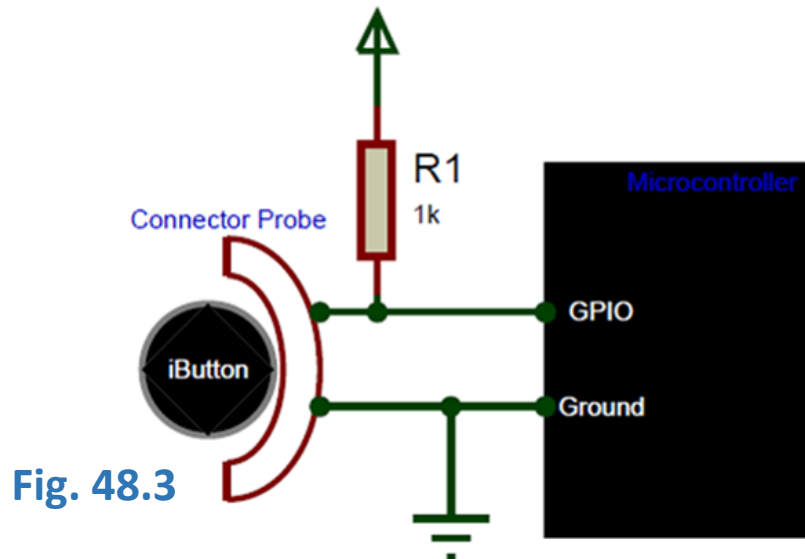 Microcontroller
R1
1k
Connector Probe
GPIO
iButton
Ground
Fig. 48.3